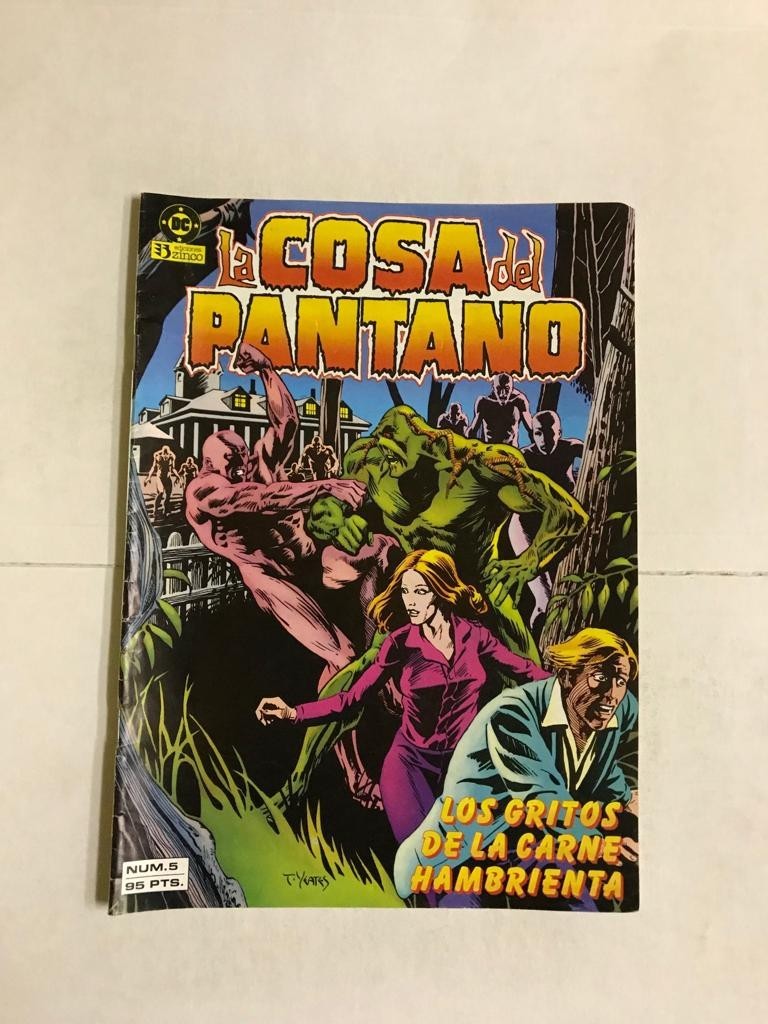 DC
ediciones
zinco
La COSA del
PANTANO
LOS GRITOS
DE LA CARNE
HAMBRIENTA
NUM.5
95 PTS.
T. YEATES